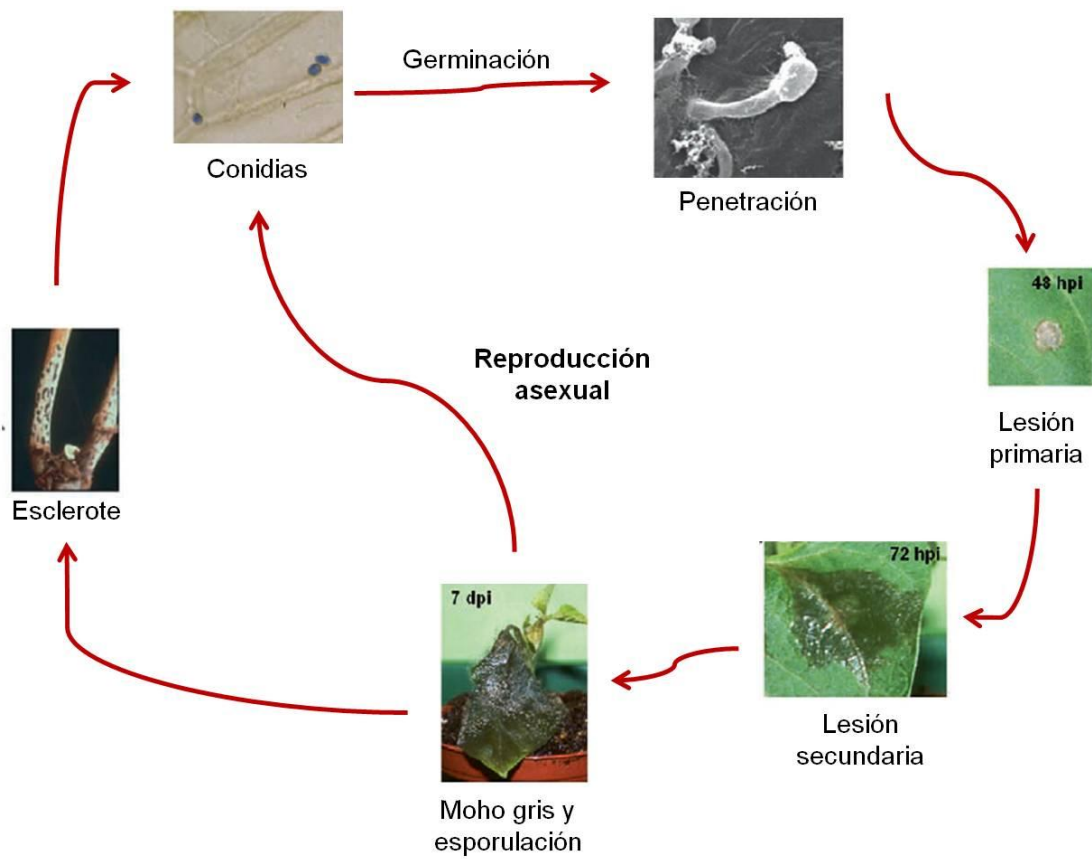 Germinación
Conidias
Penetración
48 hpi
Lesión
primaria
Reproducción
asexual
Esclerote
72 hpi
Lesión
secundaria
7 dpi
Moho gris y
esporulación